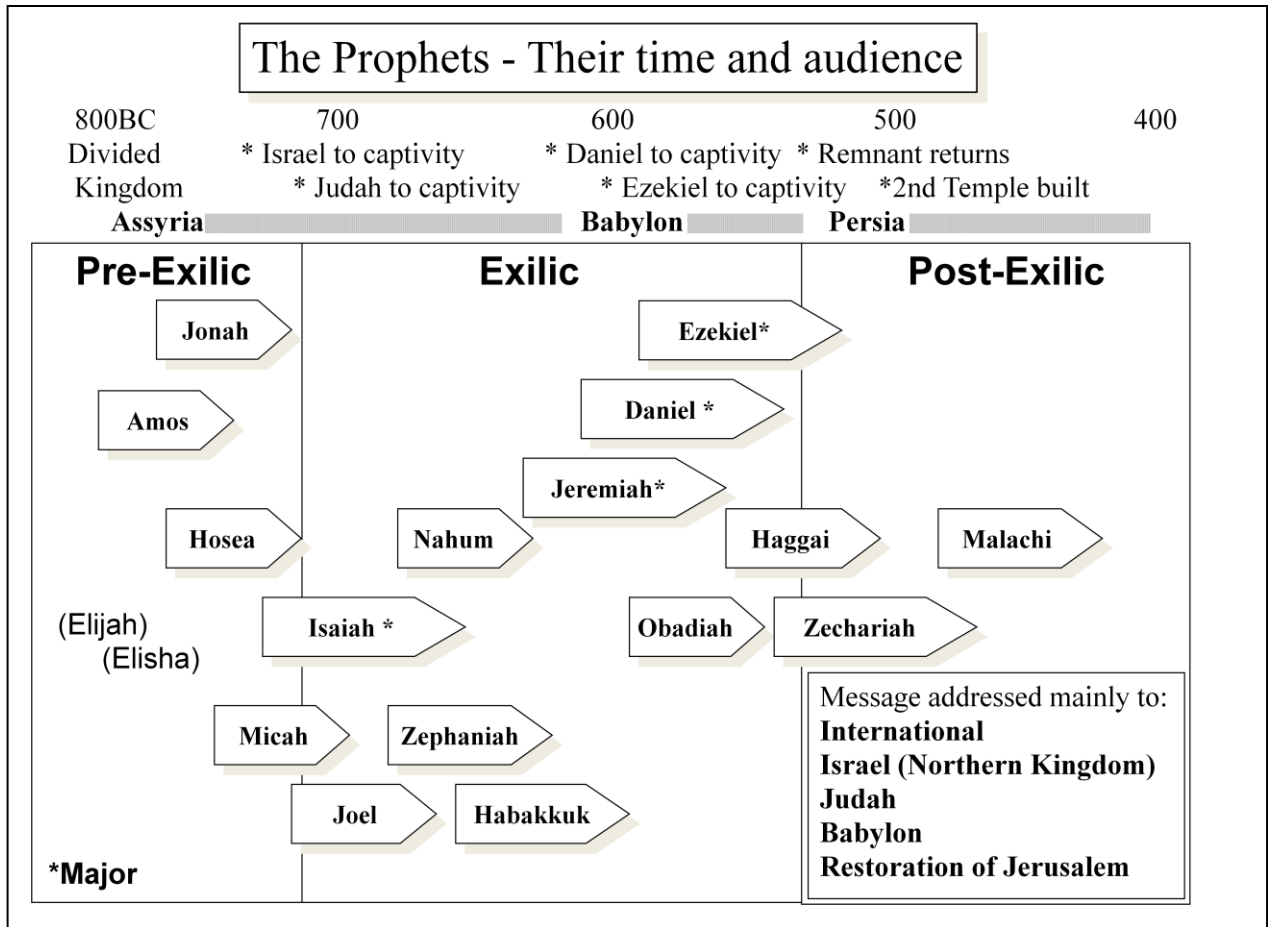 The Prophets - Their time and audience
800BC 700 600 500 400
Divided * Israel to captivity * Daniel to captivity * Remnant returns
Kingdom * Judah to captivity * Ezekiel to captivity *2nd Temple built
Assyria Babylon Persia
Pre-Exilic Exilic Post-Exilic
Jonah Ezekiel*
Amos Daniel *
Jeremiah*
Hosea Nahum Haggai Malachi
(Elijah) Isaiah * Obadiah Zechariah
(Elisha)
Micah Zephaniah
Joel Habakkuk
Message addressed mainly to:
International
Israel (Northern Kingdom)
Judah
Babylon
Restoration of Jerusalem
*Major